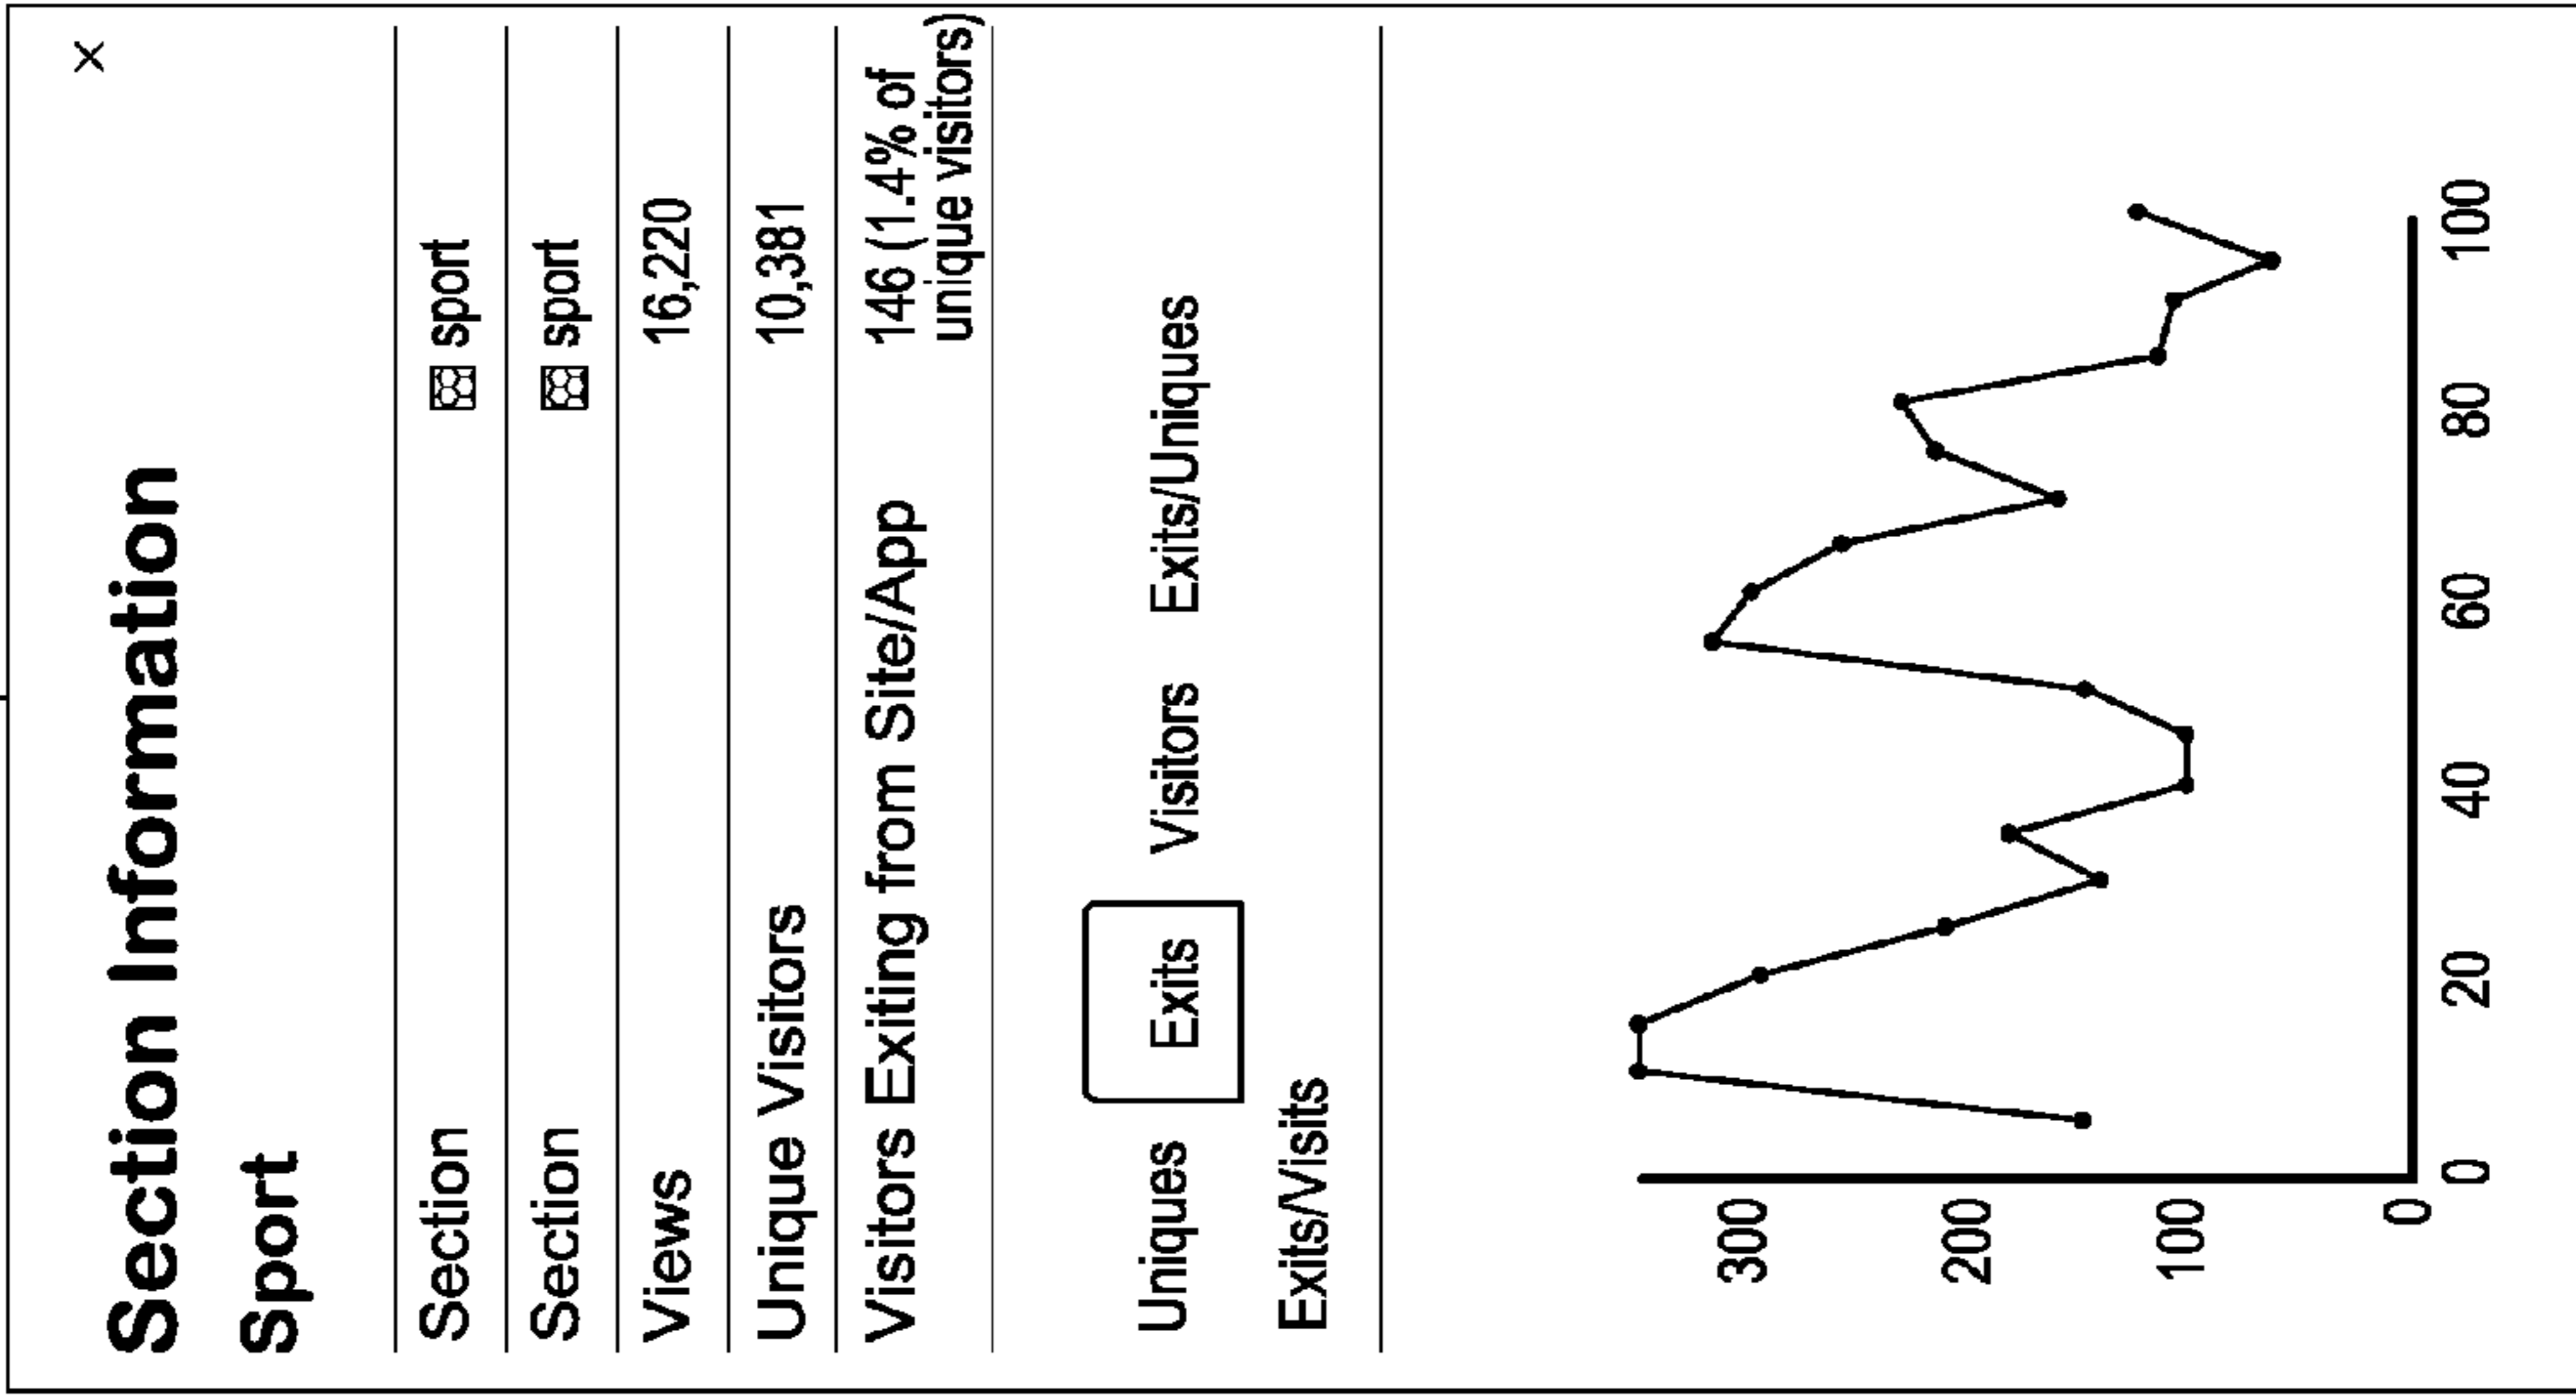 ×
Section Information
Sport
Section sport
Section sport
Views 16,220
Unique Visitors 10,381
Visitors Exiting from Site/App 146 (1.4% of
unique visitors)
Uniques Exits Visitors Exits/Uniques
Exits/Visits
300
200
100
0
0 20 40 60 80 100